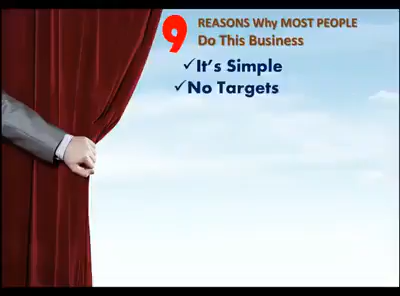 9 REASONS Why MOST PEOPLE
Do This Business
✓It's Simple
✓No Targets